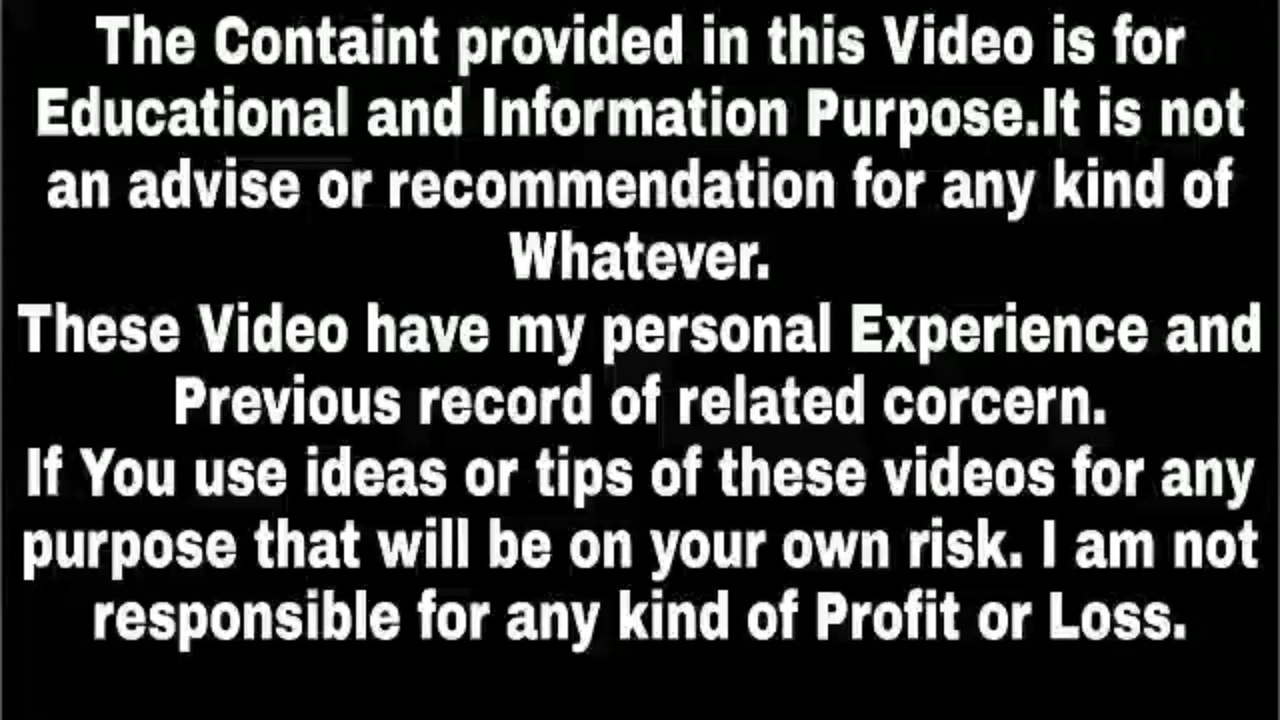 The Containt provided in this Video is for
Educational and Information Purpose.It is not
an advise or recommendation for any kind of
Whatever.
These Video have my personal Experience and
Previous record of related corcern.
If You use ideas or tips of these videos for any
purpose that will be on your own risk. I am not
responsible for any kind of Profit or Loss.